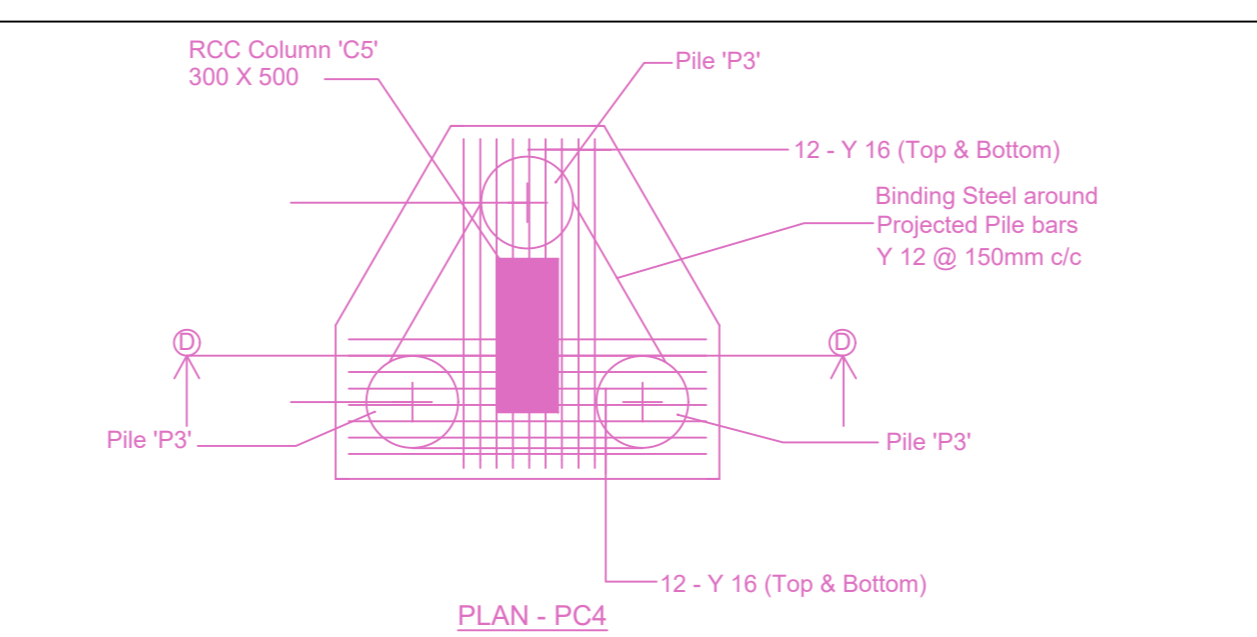 RCC Column 'C5'
300 X 500
Pile 'P3'
12 - Y 16 (Top & Bottom)
Binding Steel around
Projected Pile bars
Y 12 @ 150mm c/c
D
D
Pile 'P3'
Pile 'P3'
12 - Y 16 (Top & Bottom)
PLAN - PC4